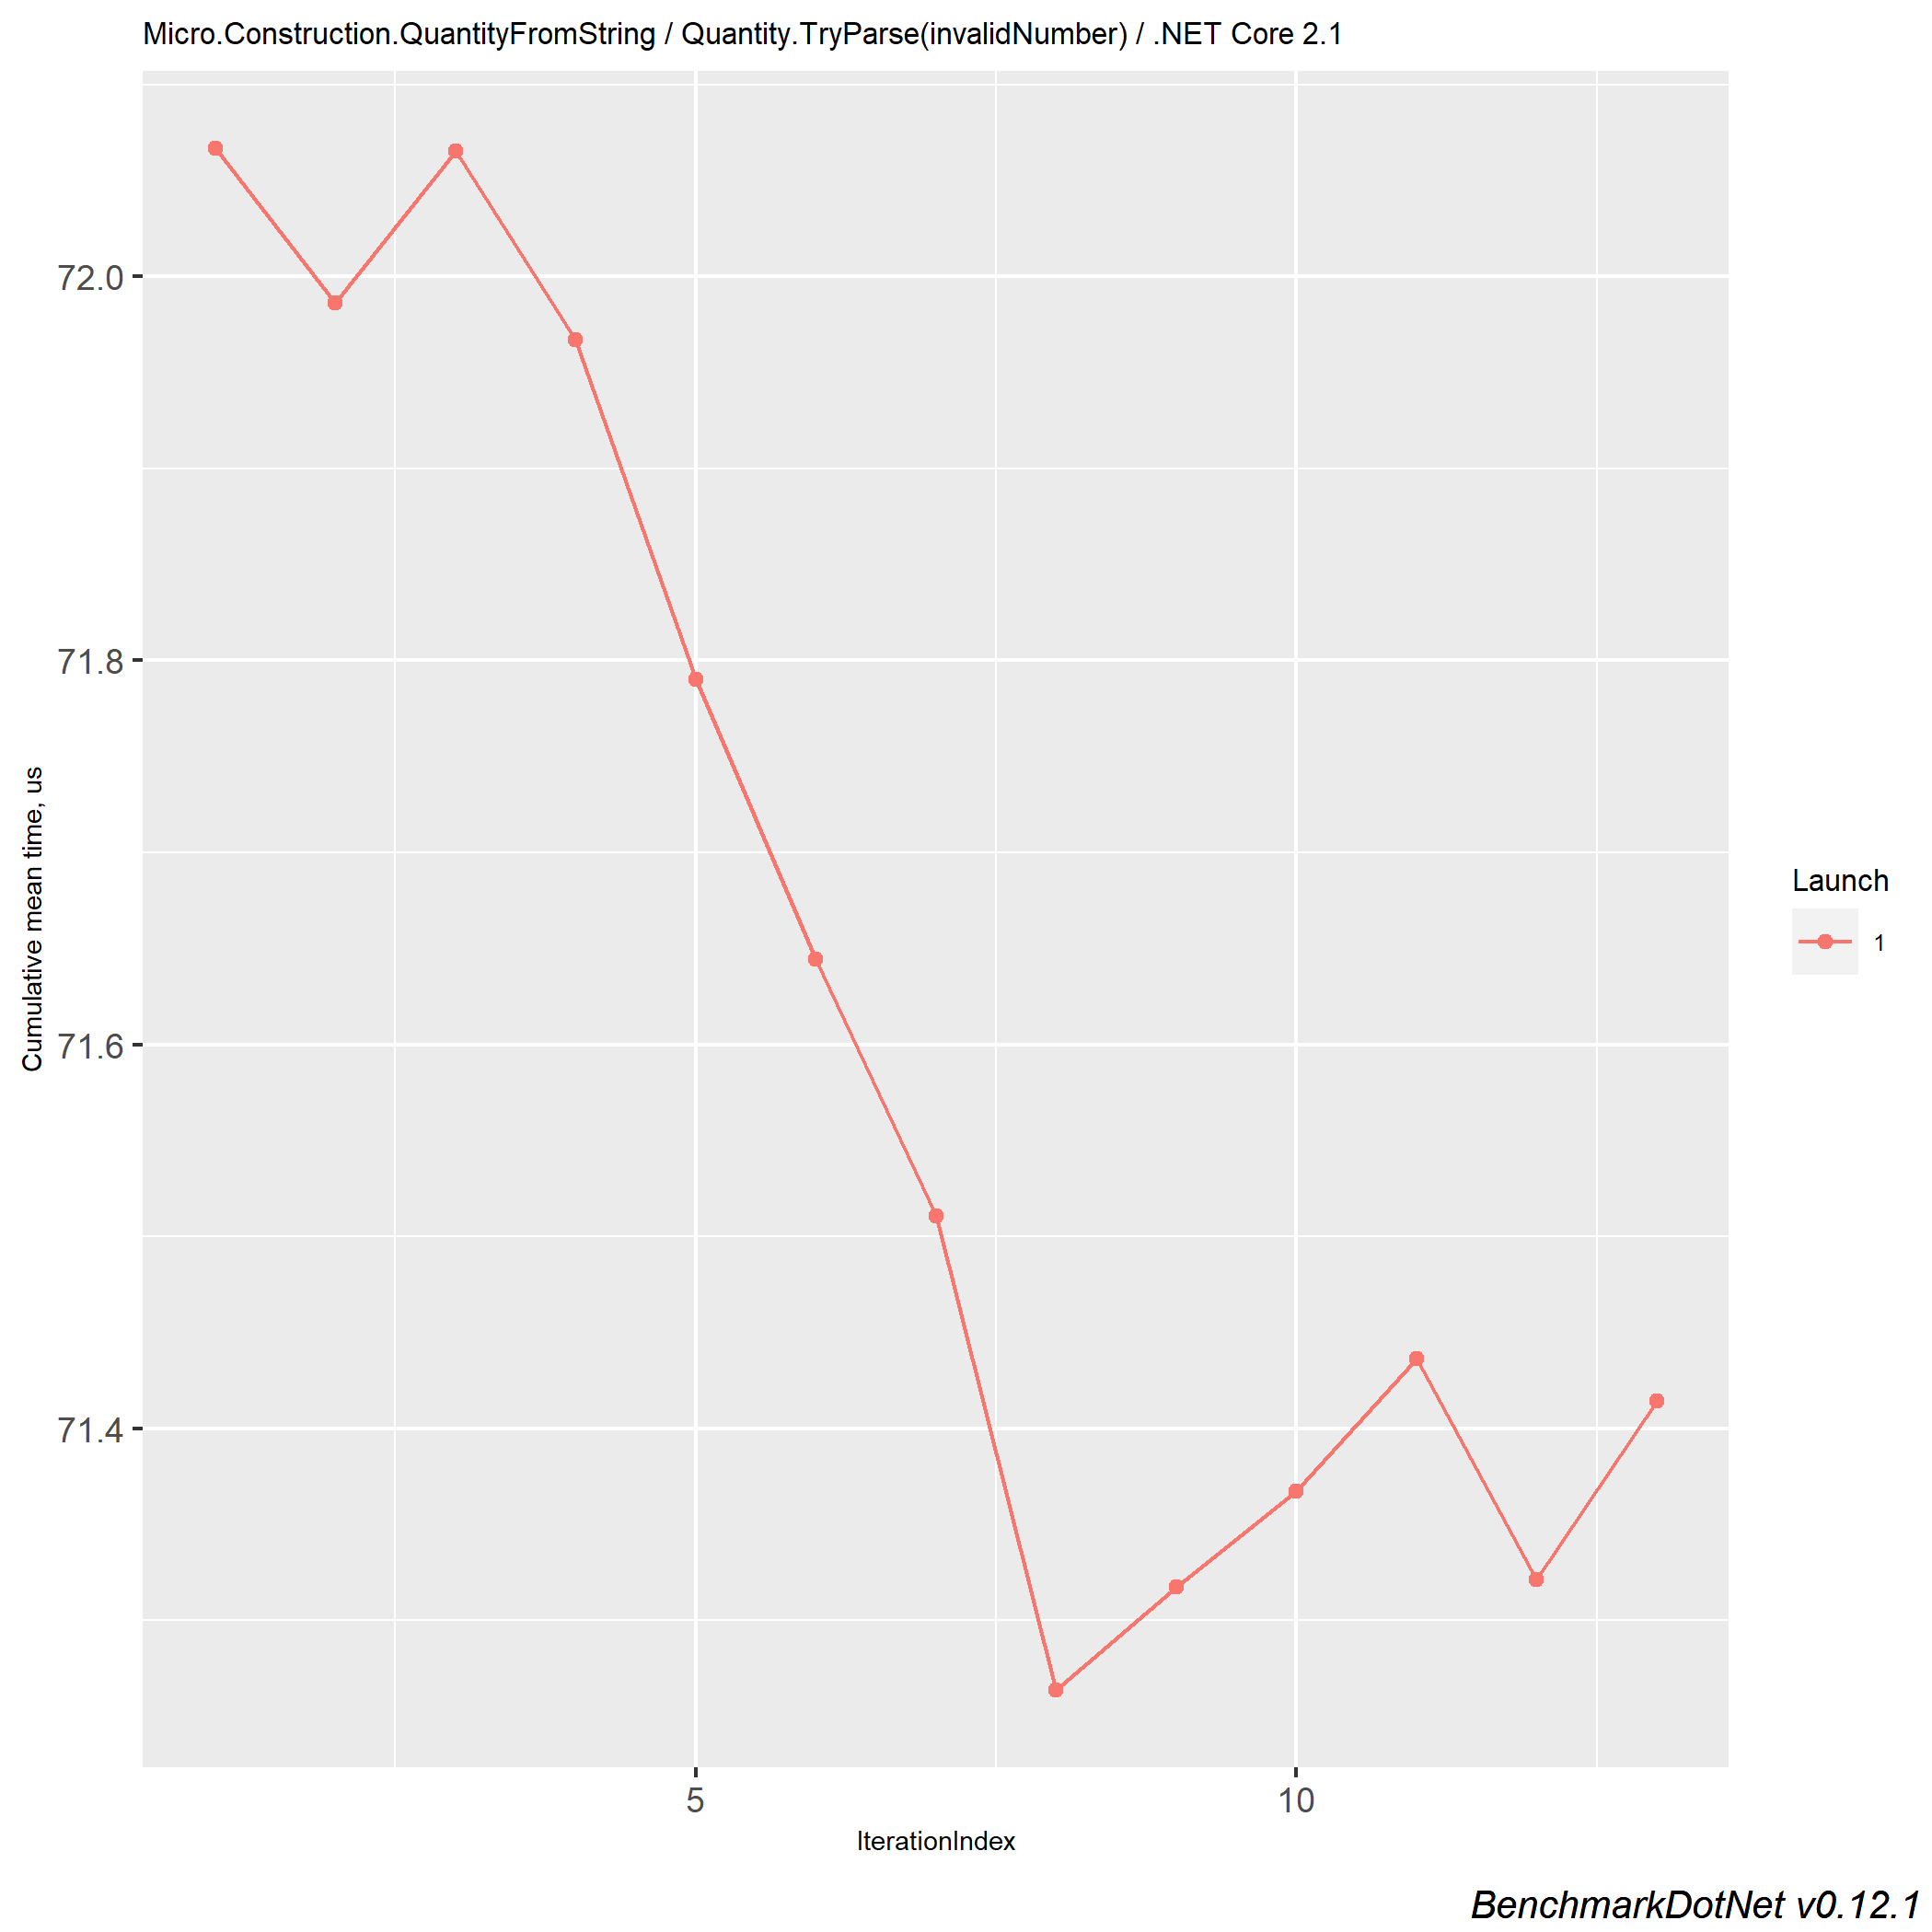 Micro.Construction.QuantityFromString / Quantity.TryParse(invalidNumber) / .NET Core 2.1
Cumulative mean time, us
72.0
71.8
71.6
71.4
5
10
IterationIndex
Launch
1
BenchmarkDotNet v0.12.1